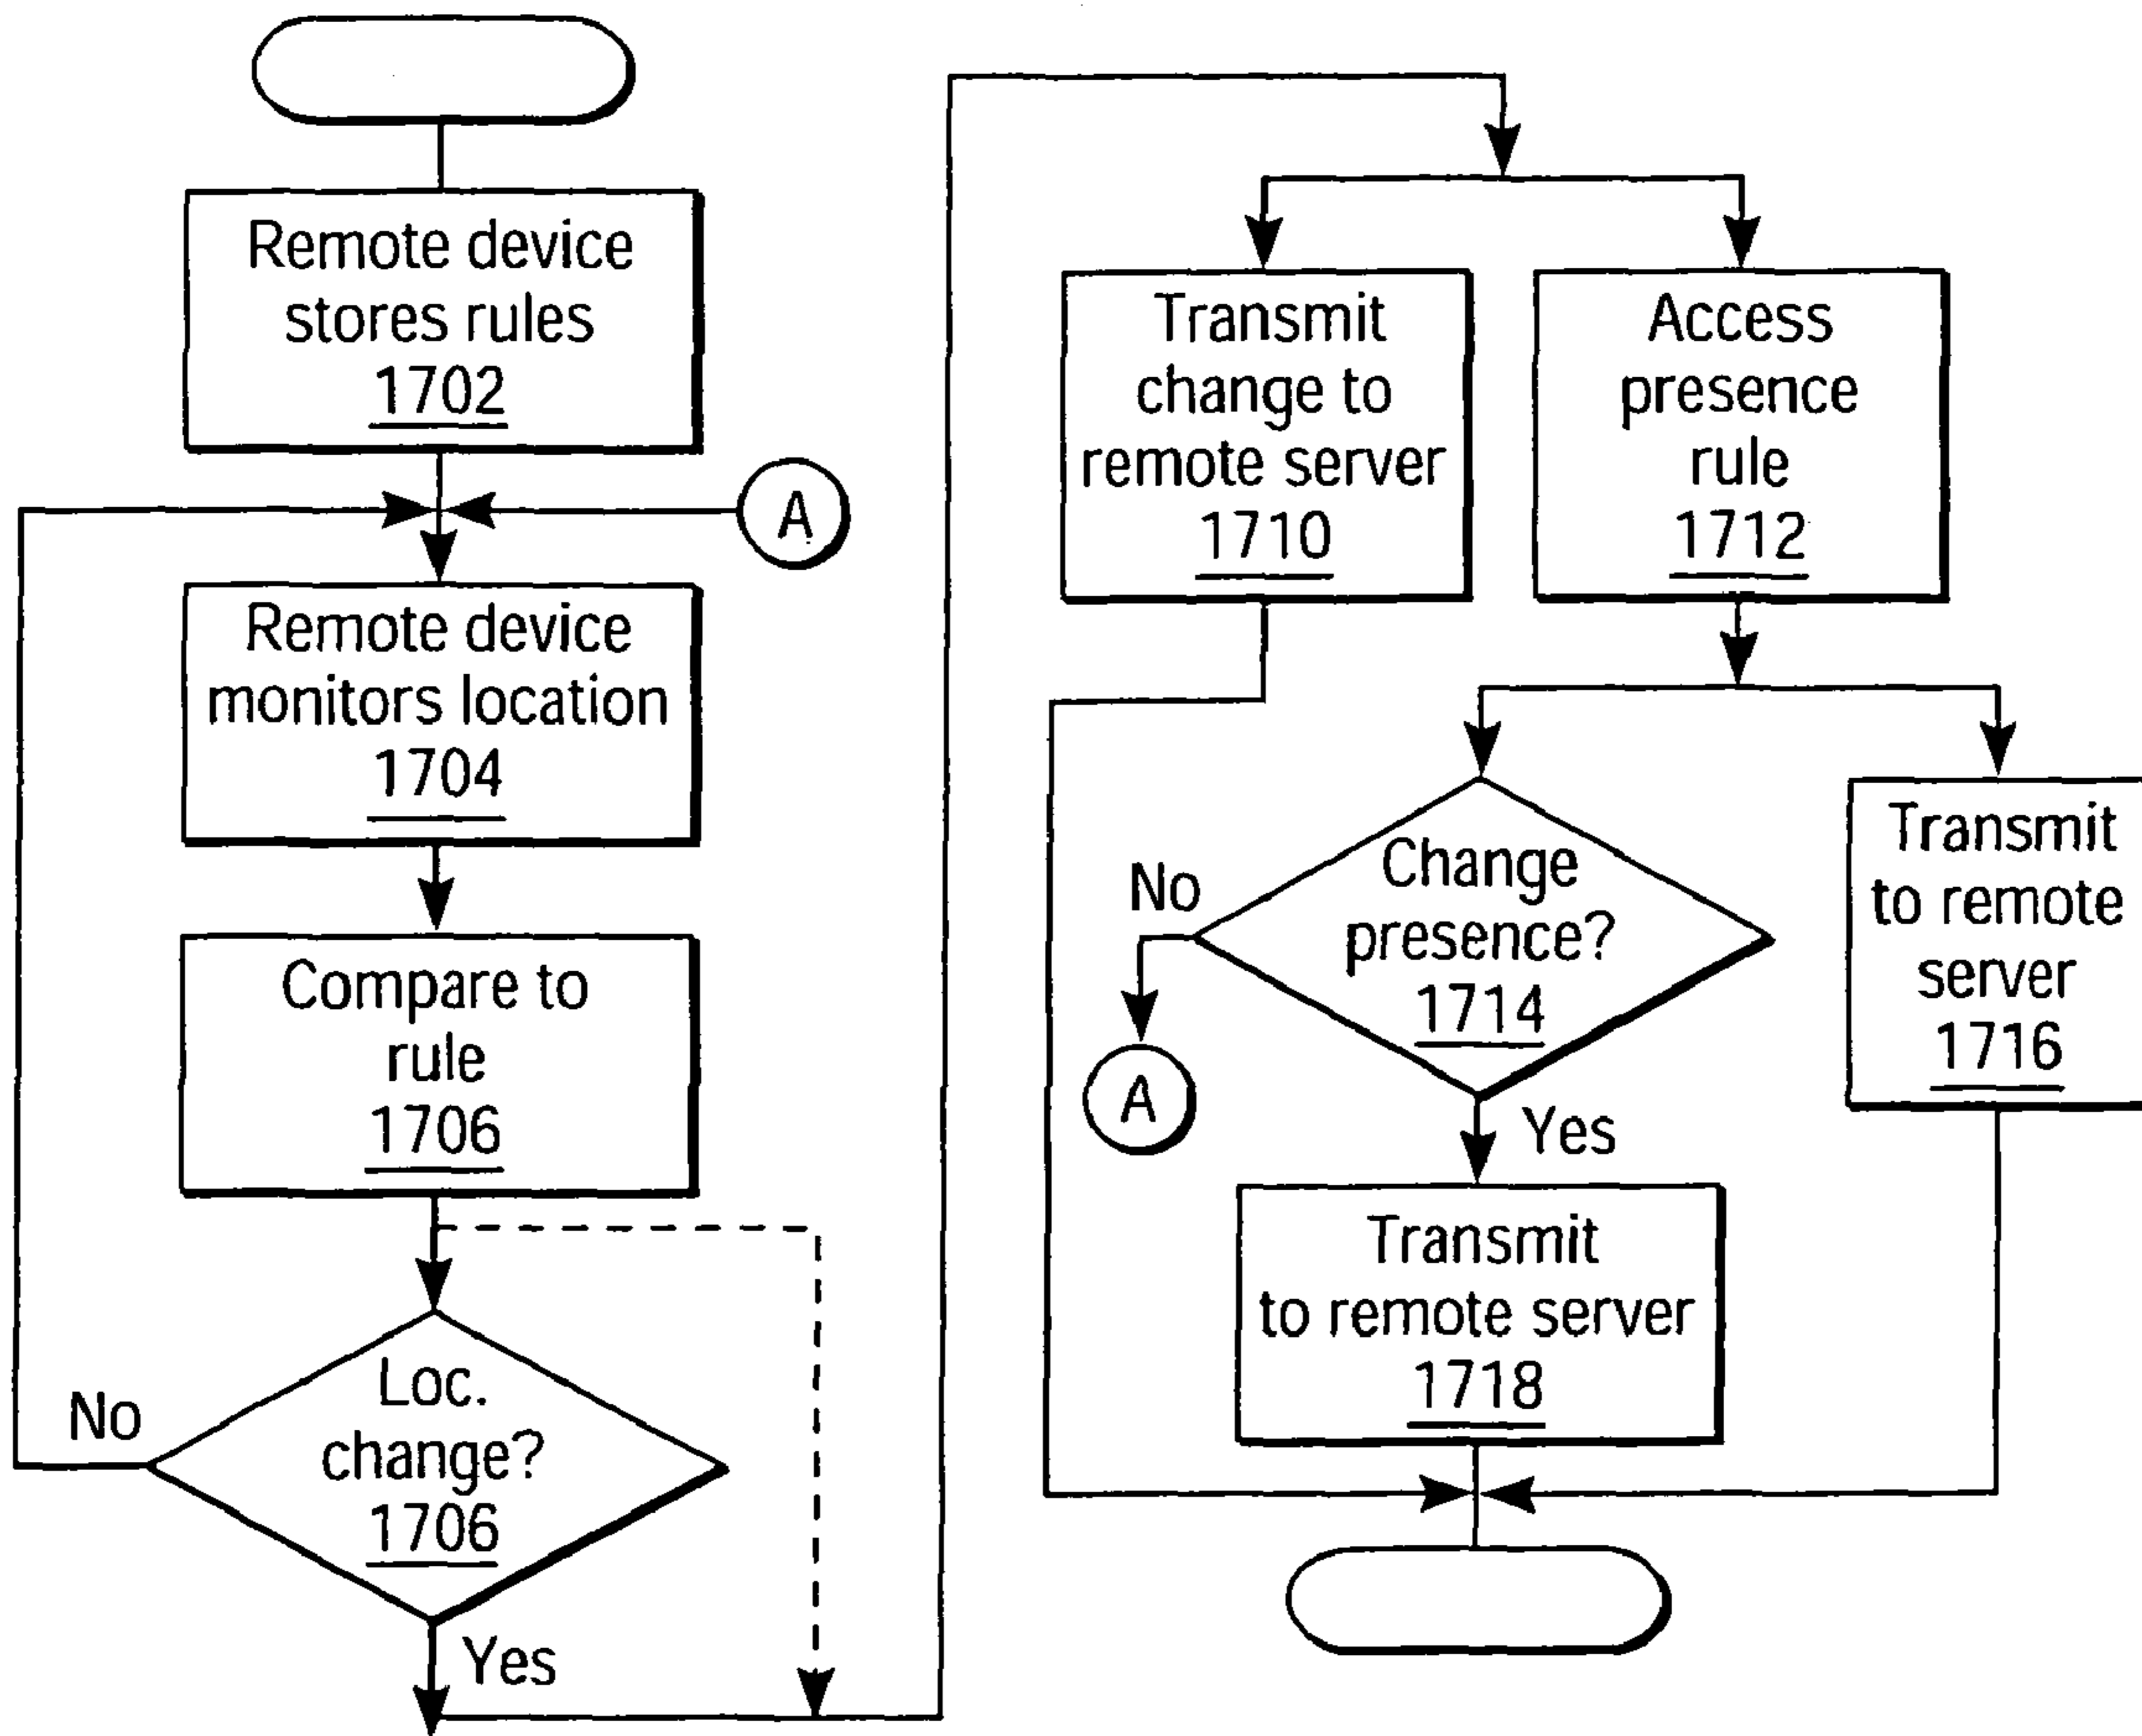 Remote device
stores rules
1702
A
Remote device
monitors location
1704
Compare to
rule
1706
Loc.
change?
1706
No
Yes
Transmit
change to
remote server
1710
Access
presence
rule
1712
Change
presence?
1714
No
A
Yes
Transmit
to remote
server
1716
Transmit
to remote server
1718